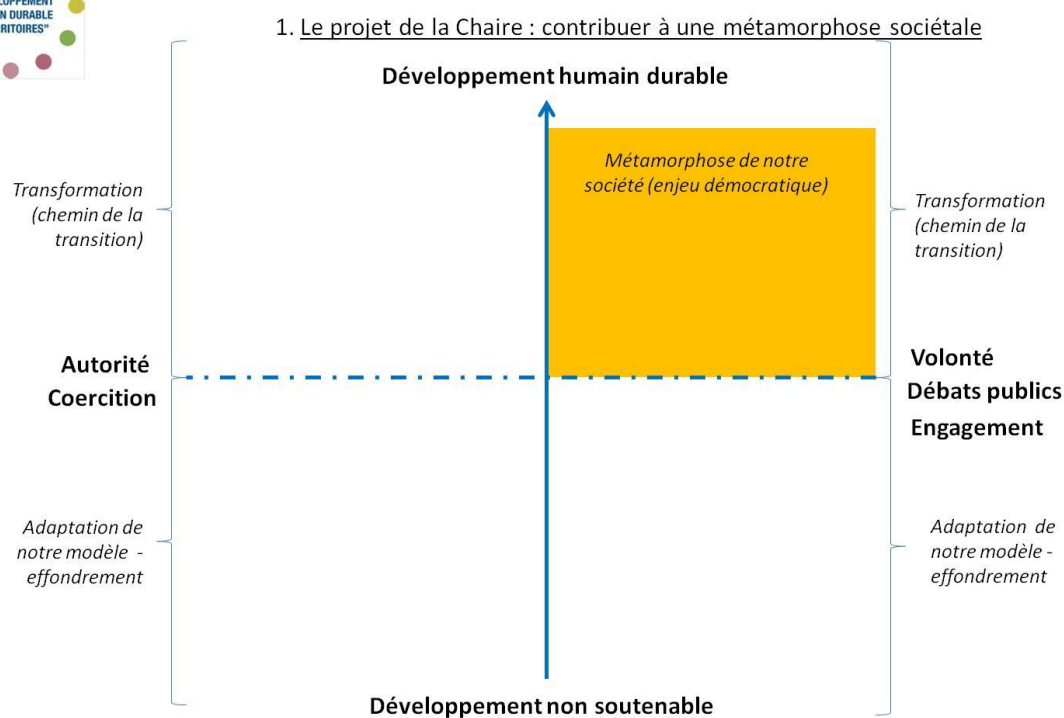 LOPPEMENT
IN DURABLE
RITOIRES"
1. Le projet de la Chaire : contribuer à une métamorphose sociétale
Développement humain durable
Métamorphose de notre
société (enjeu démocratique)
Transformation
(chemin de la
transition)
Transformation
(chemin de la
transition)
Autorité
Coercition
Volonté
Débats publics
Engagement
Adaptation de
notre modèle -
effondrement
Adaptation de
notre modèle -
effondrement
Développement non soutenable